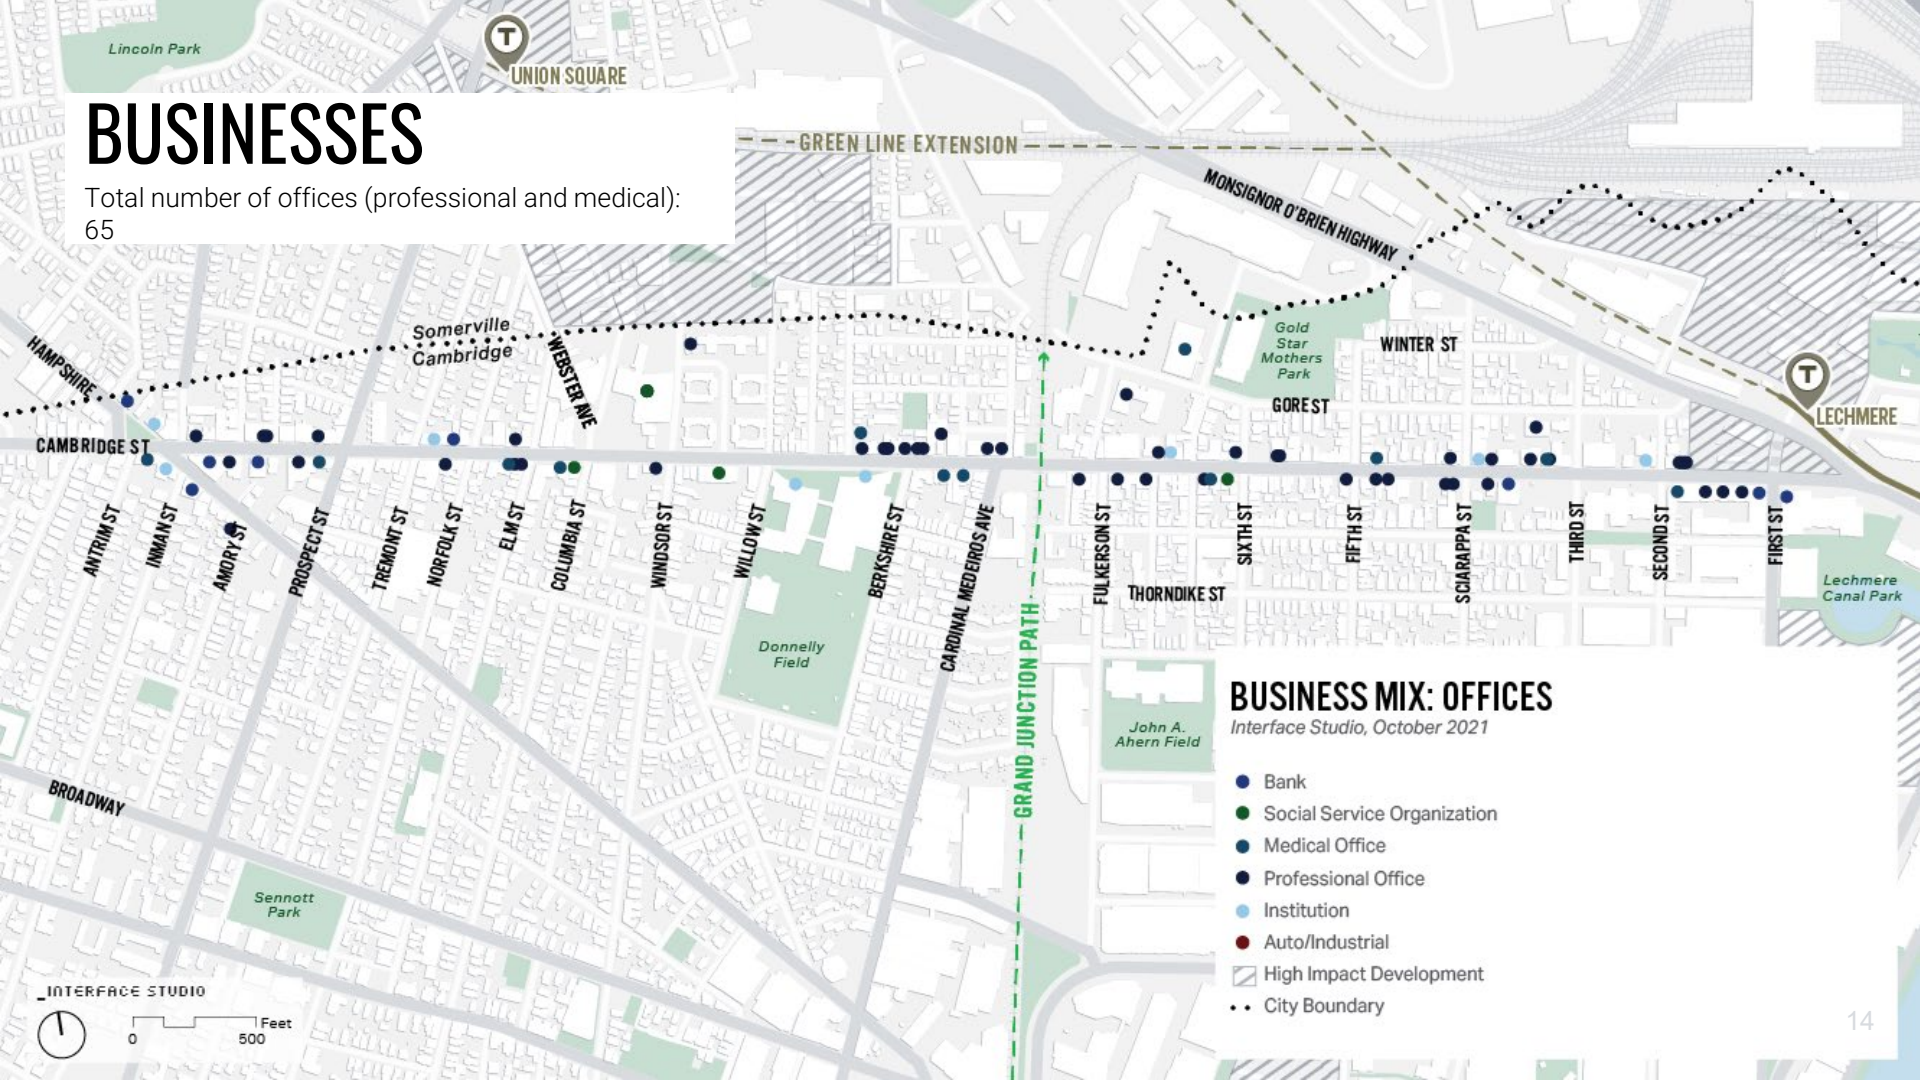 Lincoln Park
T
UNION SQUARE
BUSINESSES
Total number of offices (professional and medical):
65
GREEN LINE EXTENSION
MONSIGNOR O'BRIEN HIGHWAY
HAMPSHIRE
Somerville
Cambridge
WEBSTER AVE
Gold
Star
Mothers
Park
WINTER ST
GORE ST
T
LECHMERE
CAMBRIDGE ST
ANTRIM ST
INMAN ST
AMORY ST
PROSPECT ST
TREMONT ST
NORFOLK ST
ELM ST
COLUMBIA ST
WINDSOR ST
WILLOW ST
BERKSHIRE ST
CARDINAL MEDEIROS AVE
FULKERSON ST
SIXTH ST
FIFTH ST
SCIARAPPA ST
THIRD ST
SECOND ST
FIRST ST
THORNDIKE ST
Lechmere
Canal Park
Donnelly
Field
GRAND JUNCTION PATH
John A.
Ahern Field
BROADWAY
Sennott
Park
BUSINESS MIX: OFFICES
Interface Studio, October 2021
Bank
Social Service Organization
Medical Office
Professional Office
Institution
Auto/Industrial
High Impact Development
City Boundary
_INTERFACE STUDIO
Feet
0 500
14